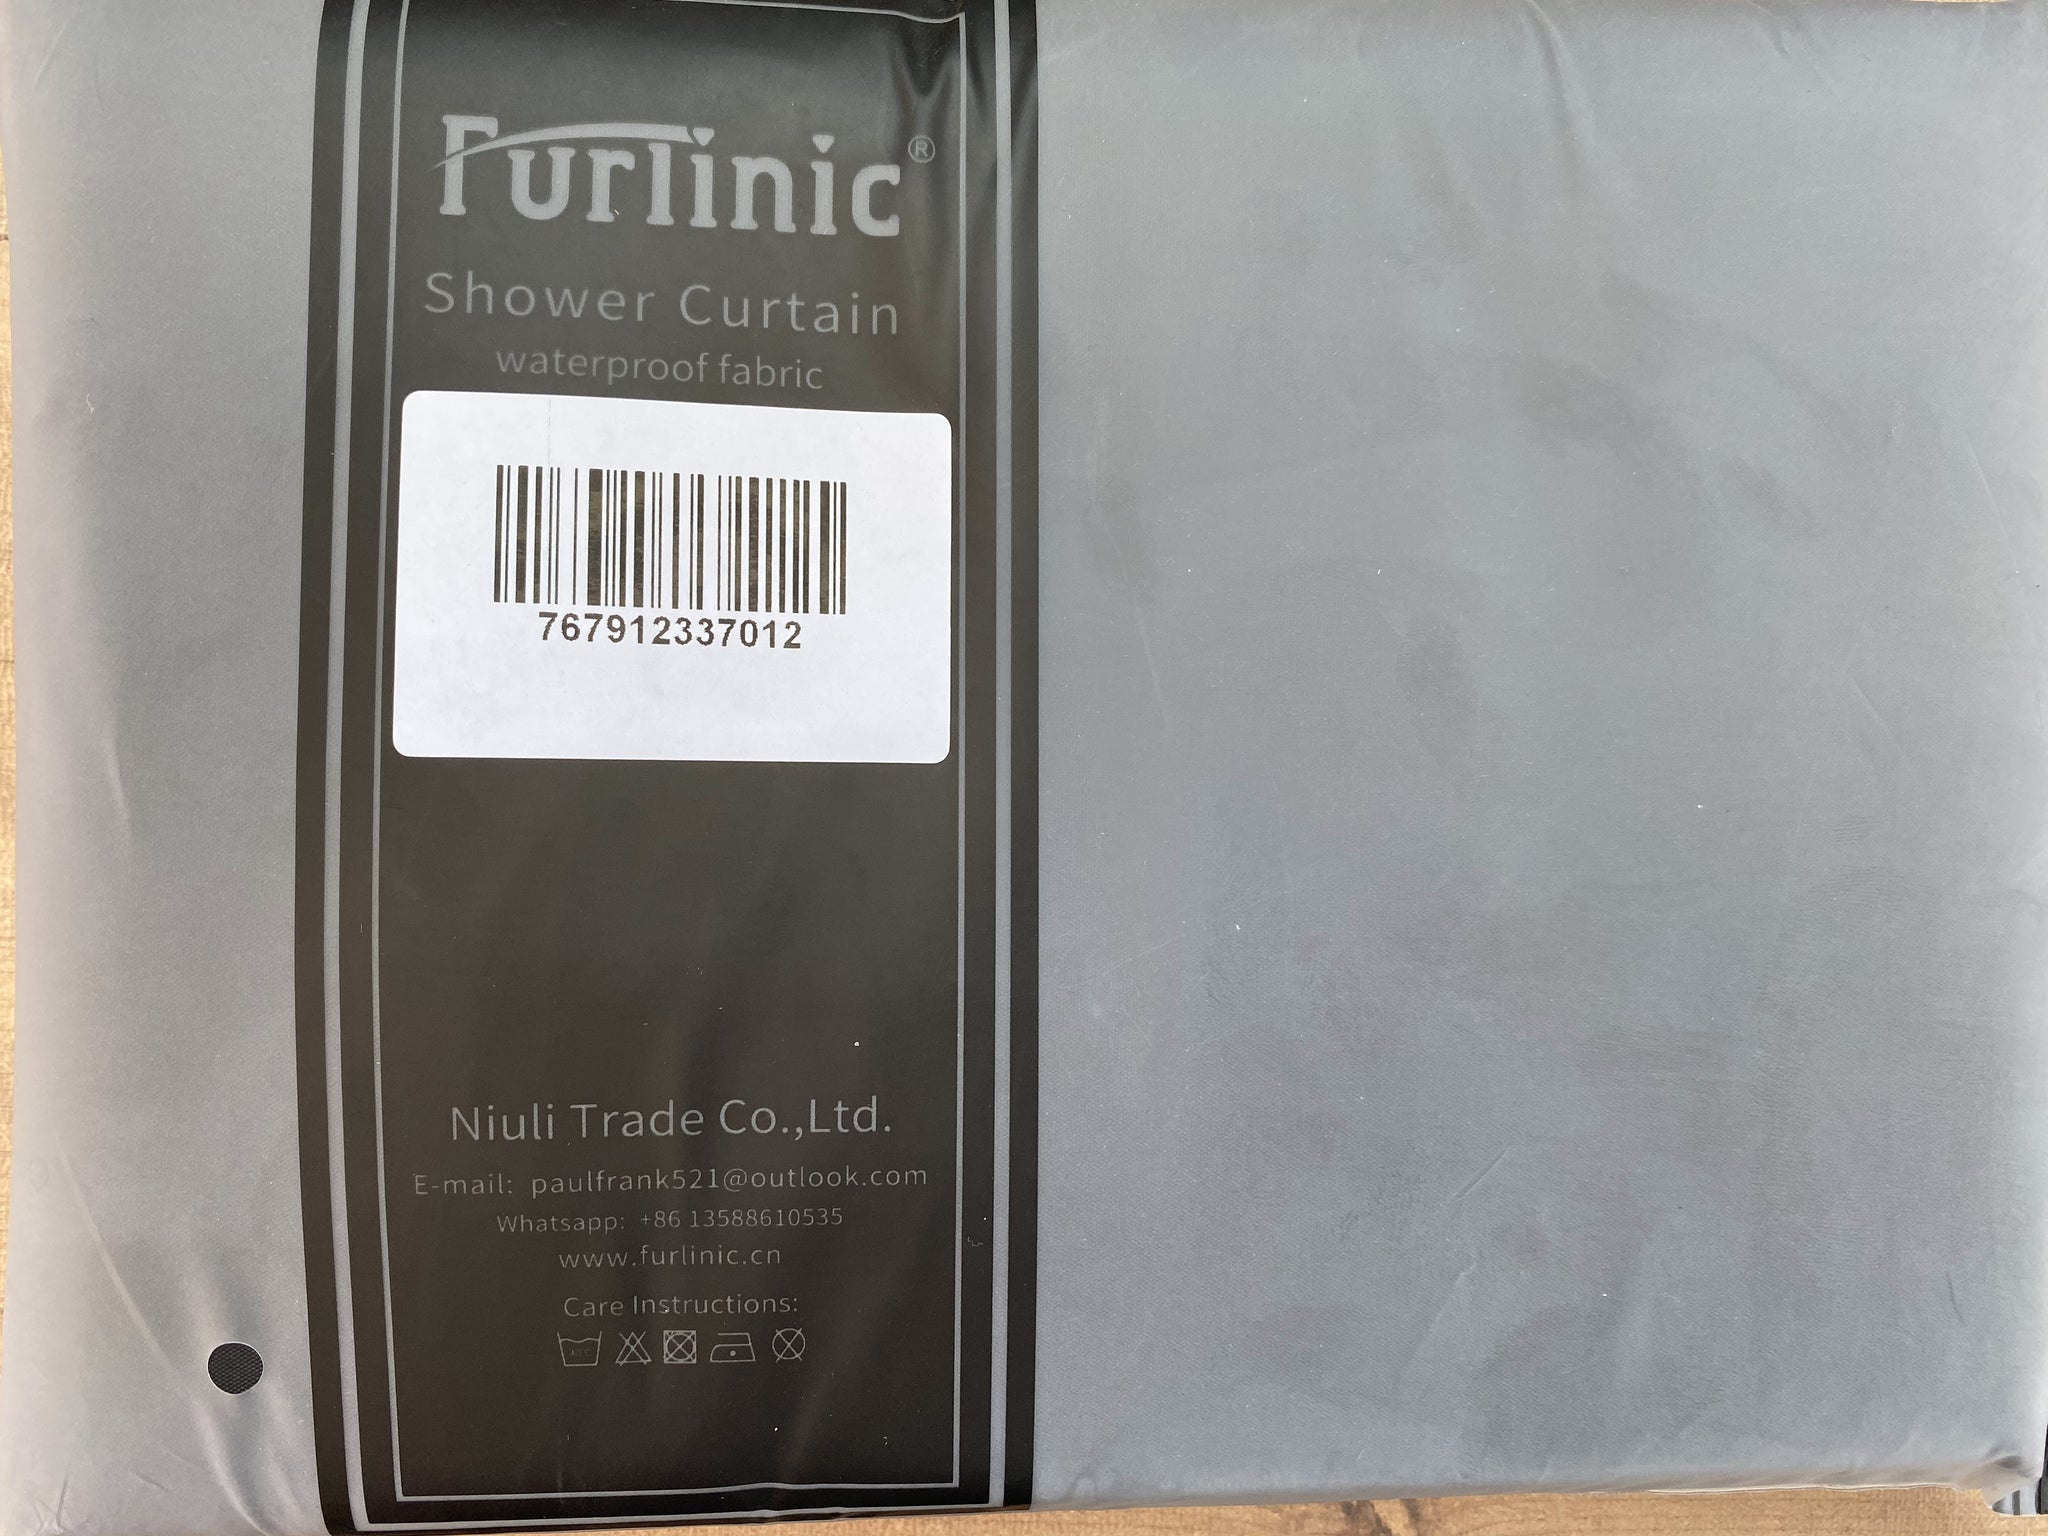 Furlinic®
Shower Curtain
waterproof fabric
767912337012
Niuli Trade Co.,Ltd.
E-mail: paulfrank521@outlook.com
Whatsapp: +86 13588610535
www.furlinic.cn
Care Instructions: